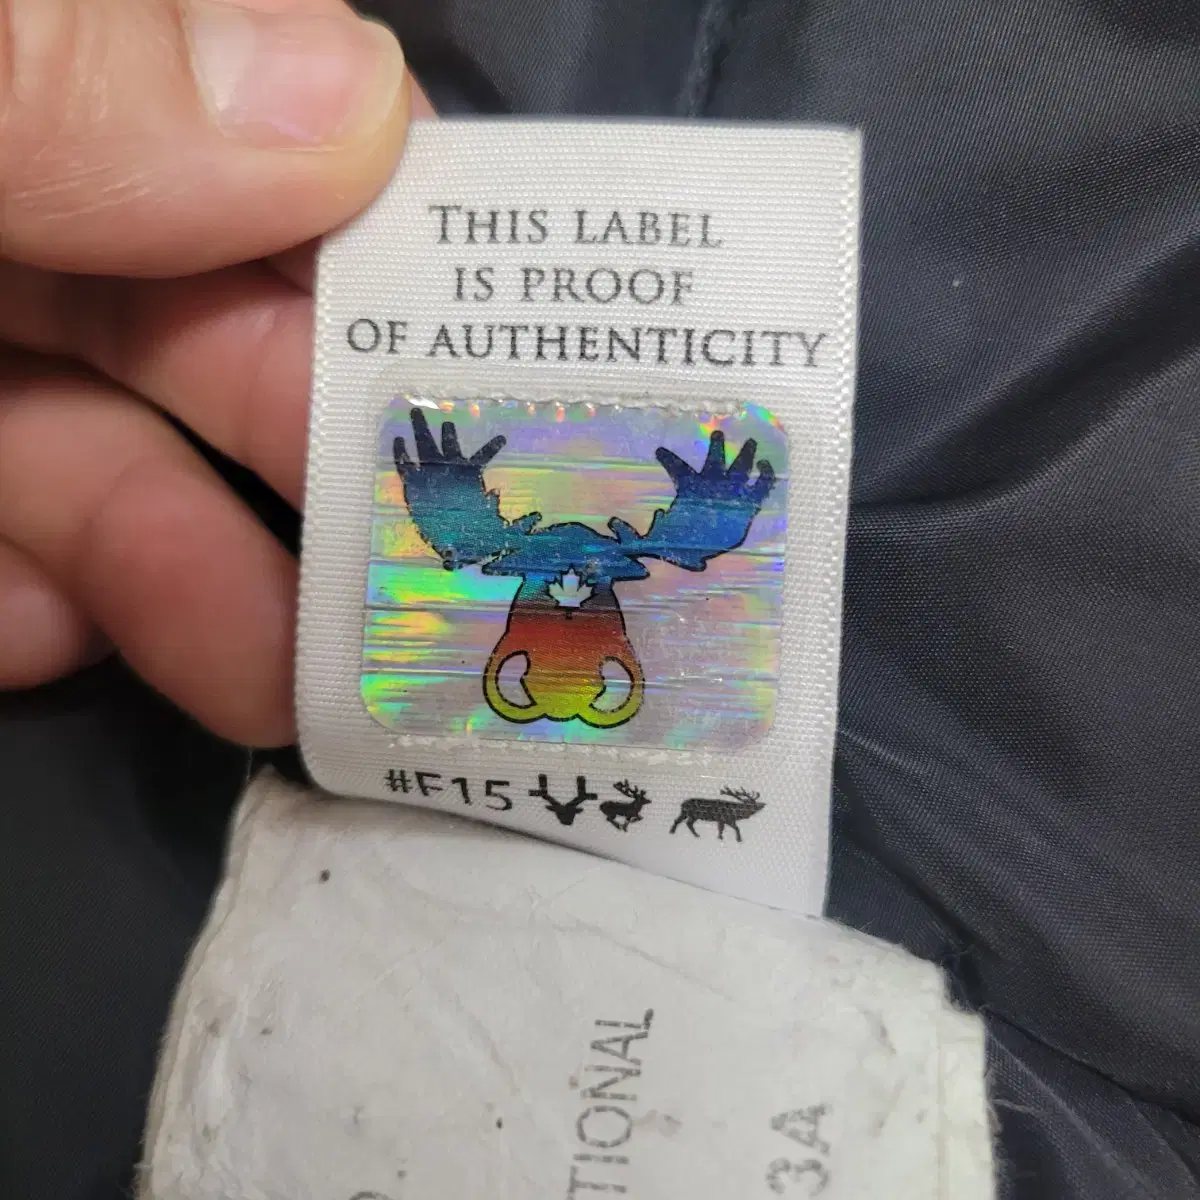 THIS LABEL
IS PROOF
OF AUTHENTICITY
#F15
TIONAL
3A